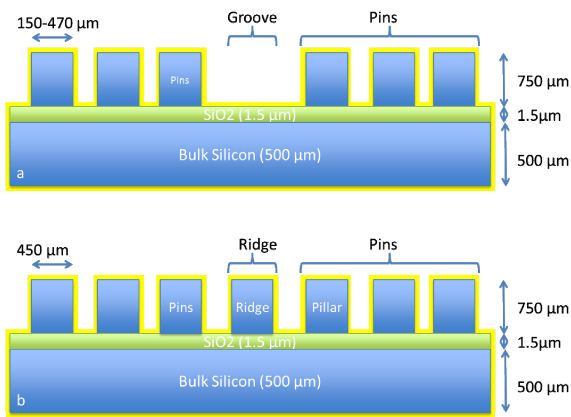 150-470 μm
Groove
Pins
Pins
750 μm
SiO2 (1.5 μm)
1.5μm
Bulk Silicon (500 μm)
500 μm
a
Ridge
Pins
450 μm
Pins
Ridge
Pillar
750 μm
SiO2 (1.5 μm)
1.5μm
Bulk Silicon (500 μm)
500 μm
b